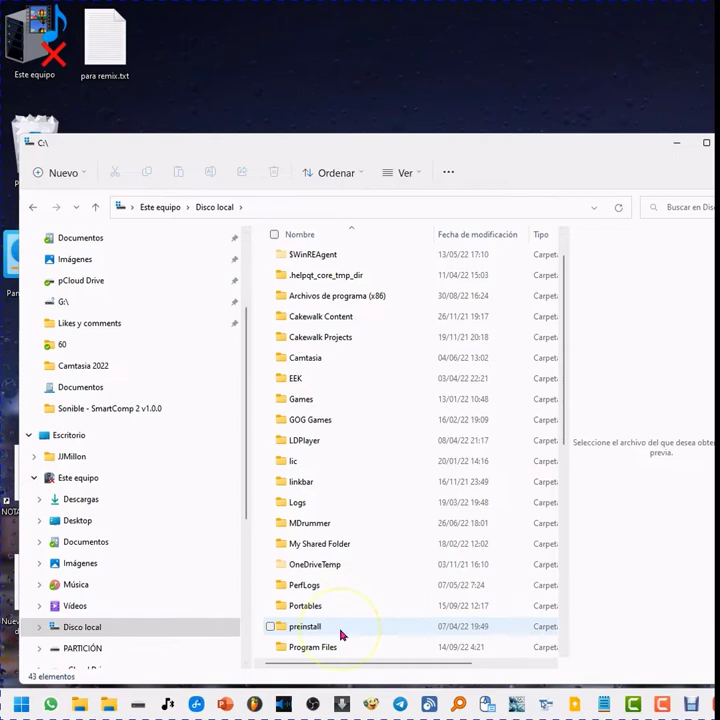 Este equipo
para remix.txt
C:\
Nuevo
Ordenar
Ver
Este equipo > Disco local >
Buscar en Dis
Nombre
Fecha de modificación
Tipo
Documentos
Imágenes
pCloud Drive
G:\
Likes y comments
60
Camtasia 2022
Documentos
Sonible - SmartComp 2 v1.0.0
Escritorio
JJMillon
Este equipo
Descargas
Desktop
Documentos
Imágenes
Música
Vídeos
Disco local
PARTICIÓN
$WinREAgent 13/05/22 17:10 Carpeta
.helpqt_core_tmp_dir 11/04/22 15:03 Carpeta
Archivos de programa (x86) 30/08/22 16:24 Carpeta
Cakewalk Content 26/11/21 19:17 Carpeta
Cakewalk Projects 19/11/21 20:18 Carpeta
Camtasia 04/06/22 13:02 Carpeta
EEK 03/04/22 22:21 Carpeta
Games 13/01/22 10:48 Carpeta
GOG Games 16/02/22 19:09 Carpeta
LDPlayer 08/04/22 21:17 Carpeta
lic 20/01/22 14:16 Carpeta
linkbar 16/11/21 23:49 Carpeta
Logs 19/03/22 19:48 Carpeta
MDrummer 26/06/22 18:01 Carpeta
My Shared Folder 18/02/22 12:02 Carpeta
OneDriveTemp 03/11/21 16:10 Carpeta
PerfLogs 07/05/22 7:24 Carpeta
Portables 15/09/22 12:17 Carpeta
preinstall 07/04/22 19:49 Carpeta
Program Files 14/09/22 4:21 Carpeta
Seleccione el archivo del que desea obter
previa.
43 elementos